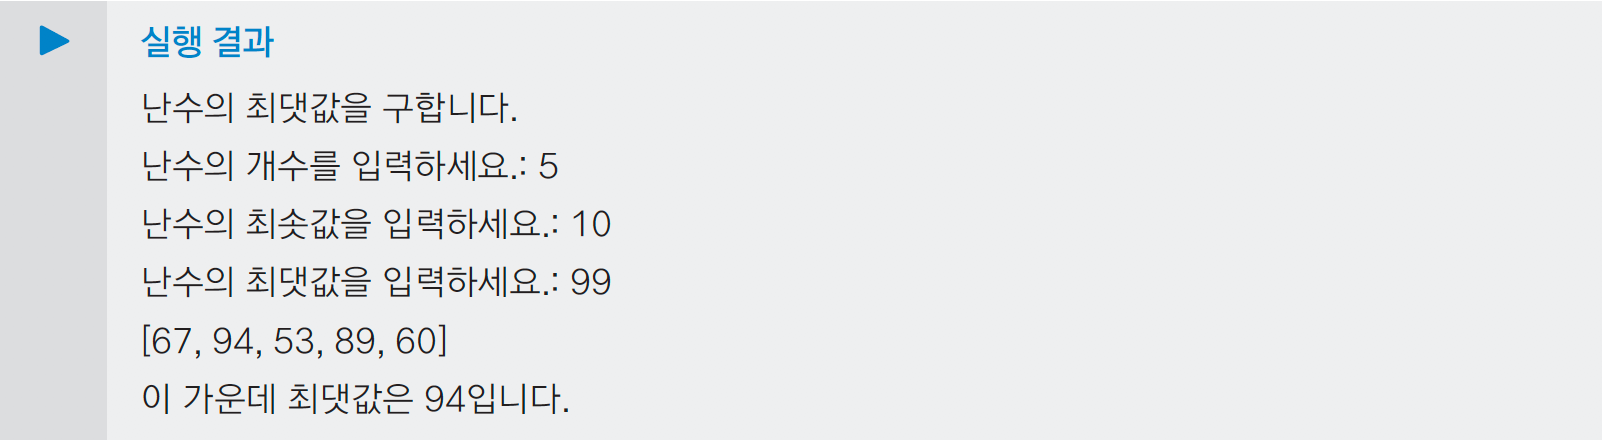 실행 결과
난수의 최댓값을 구합니다.
난수의 개수를 입력하세요.: 5
난수의 최솟값을 입력하세요.: 10
난수의 최댓값을 입력하세요.: 99
[67, 94, 53, 89, 60]
이 가운데 최댓값은 94입니다.